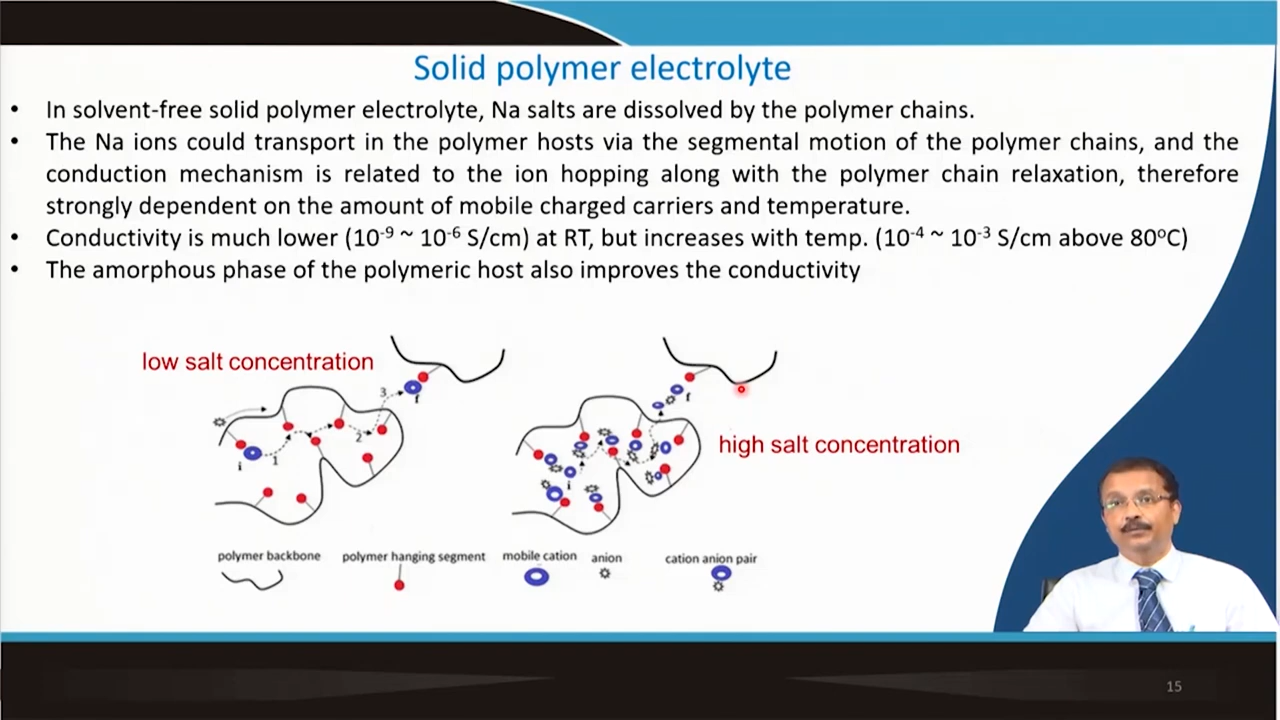 Solid polymer electrolyte
• In solvent-free solid polymer electrolyte, Na salts are dissolved by the polymer chains.
• The Na ions could transport in the polymer hosts via the segmental motion of the polymer chains, and the
conduction mechanism is related to the ion hopping along with the polymer chain relaxation, therefore
strongly dependent on the amount of mobile charged carriers and temperature.
• Conductivity is much lower (10⁻⁹ ~ 10⁻⁶ S/cm) at RT, but increases with temp. (10⁻⁴ ~ 10⁻³ S/cm above 80ºC)
• The amorphous phase of the polymeric host also improves the conductivity
low salt concentration
3
f
f
2
i
1
high salt concentration
i
polymer backbone polymer hanging segment mobile cation anion cation anion pair
15